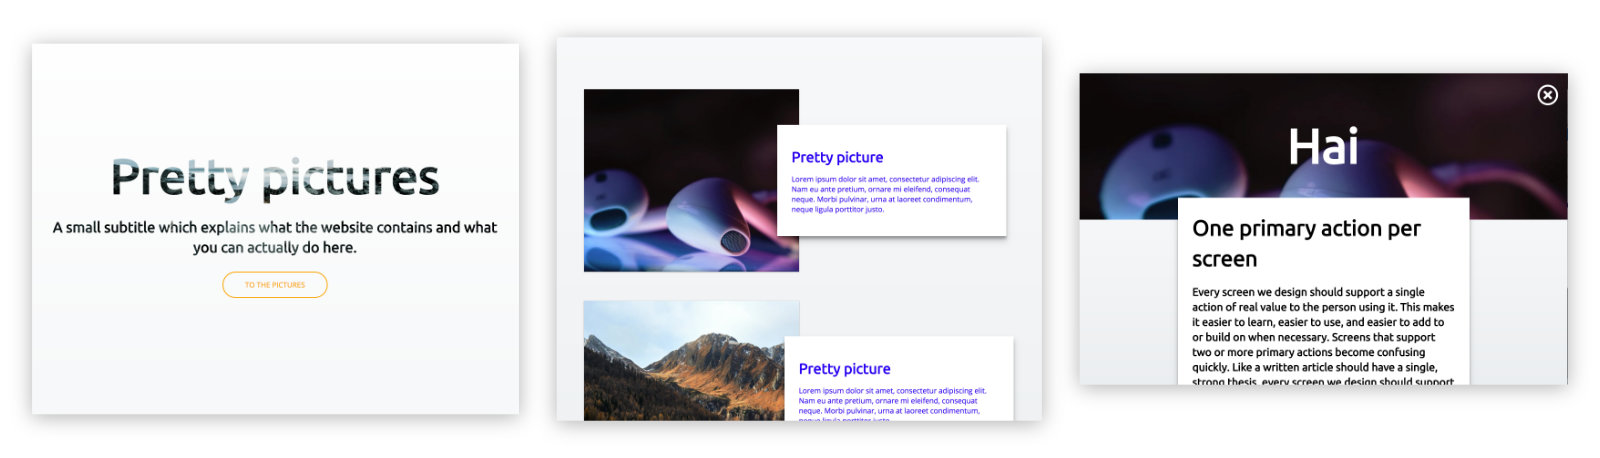 Pretty pictures
A small subtitle which explains what the website contains and what
you can actually do here.
TO THE PICTURES
Pretty picture
Lorem ipsum dolor sit amet, consectetur adipiscing elit.
Nam eu ante pretium, ornare mi eleifend, consequat
neque. Morbi pulvinar, urna at laoreet condimentum,
neque ligula porttitor justo.
Pretty picture
Lorem ipsum dolor sit amet, consectetur adipiscing elit.
Nam eu ante pretium, ornare mi eleifend, consequat
neque. Morbi pulvinar, urna at laoreet condimentum,
neque ligula porttitor justo.
Hai
One primary action per
screen
Every screen we design should support a single
action of real value to the person using it. This makes
it easier to learn, easier to use, and easier to add to
or build on when necessary. Screens that support
two or more primary actions become confusing
quickly. Like a written article should have a single,
strong thesis, every screen we design should support